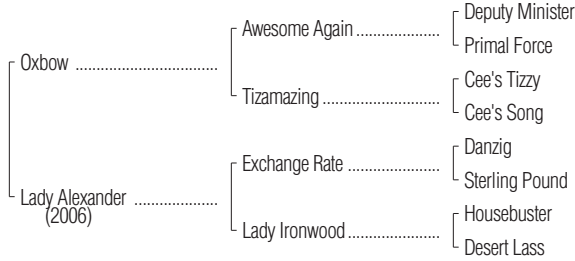 Deputy Minister
Awesome Again ....................
Primal Force
Oxbow ..................................
Cee's Tizzy
Tizamazing ............................
Cee's Song
Danzig
Exchange Rate ......................
Sterling Pound
Lady Alexander ....................
(2006)
Housebuster
Lady Ironwood ......................
Desert Lass